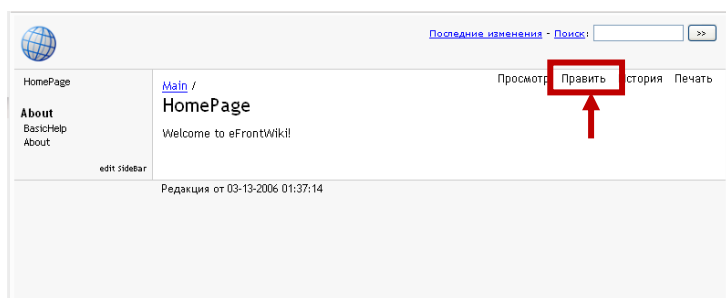 Последние изменения - Поиск: >>
HomePage
About
BasicHelp
About
edit SideBar
Просмотр Править История Печать
Main /
HomePage
Welcome to eFrontWiki!
Редакция от 03-13-2006 01:37:14